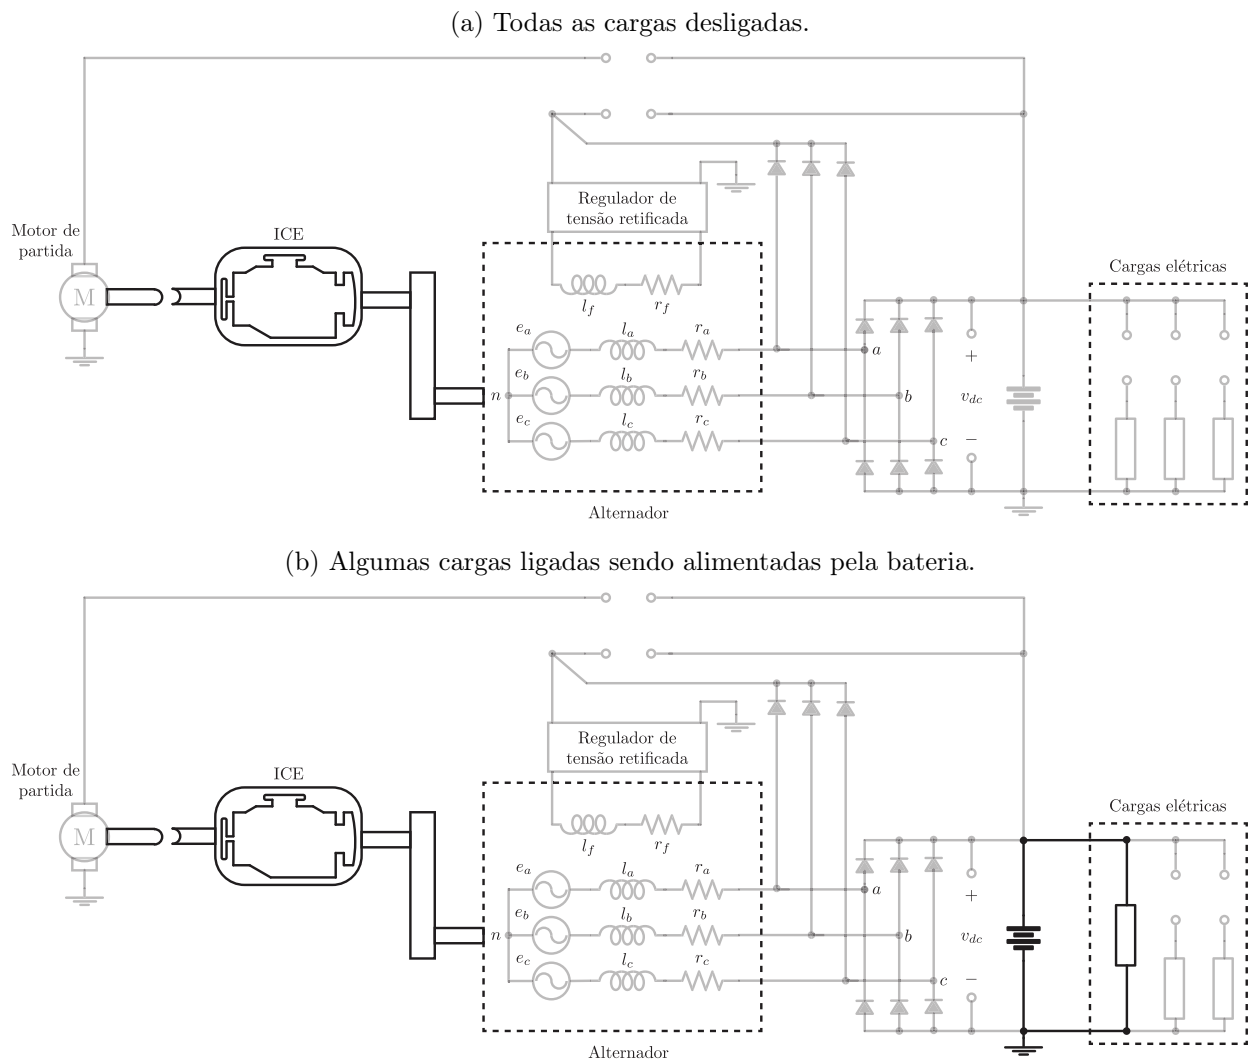 (a) Todas as cargas desligadas.
Regulador de
tensão retificada
Motor de
partida
ICE
M
Cargas elétricas
l_f
r_f
e_a
l_a
r_a
a
e_b
l_b
r_b
n
b
+
v_dc
−
e_c
l_c
r_c
c
Alternador
(b) Algumas cargas ligadas sendo alimentadas pela bateria.
Regulador de
tensão retificada
Motor de
partida
ICE
M
Cargas elétricas
l_f
r_f
e_a
l_a
r_a
a
e_b
l_b
r_b
n
b
+
v_dc
−
e_c
l_c
r_c
c
Alternador